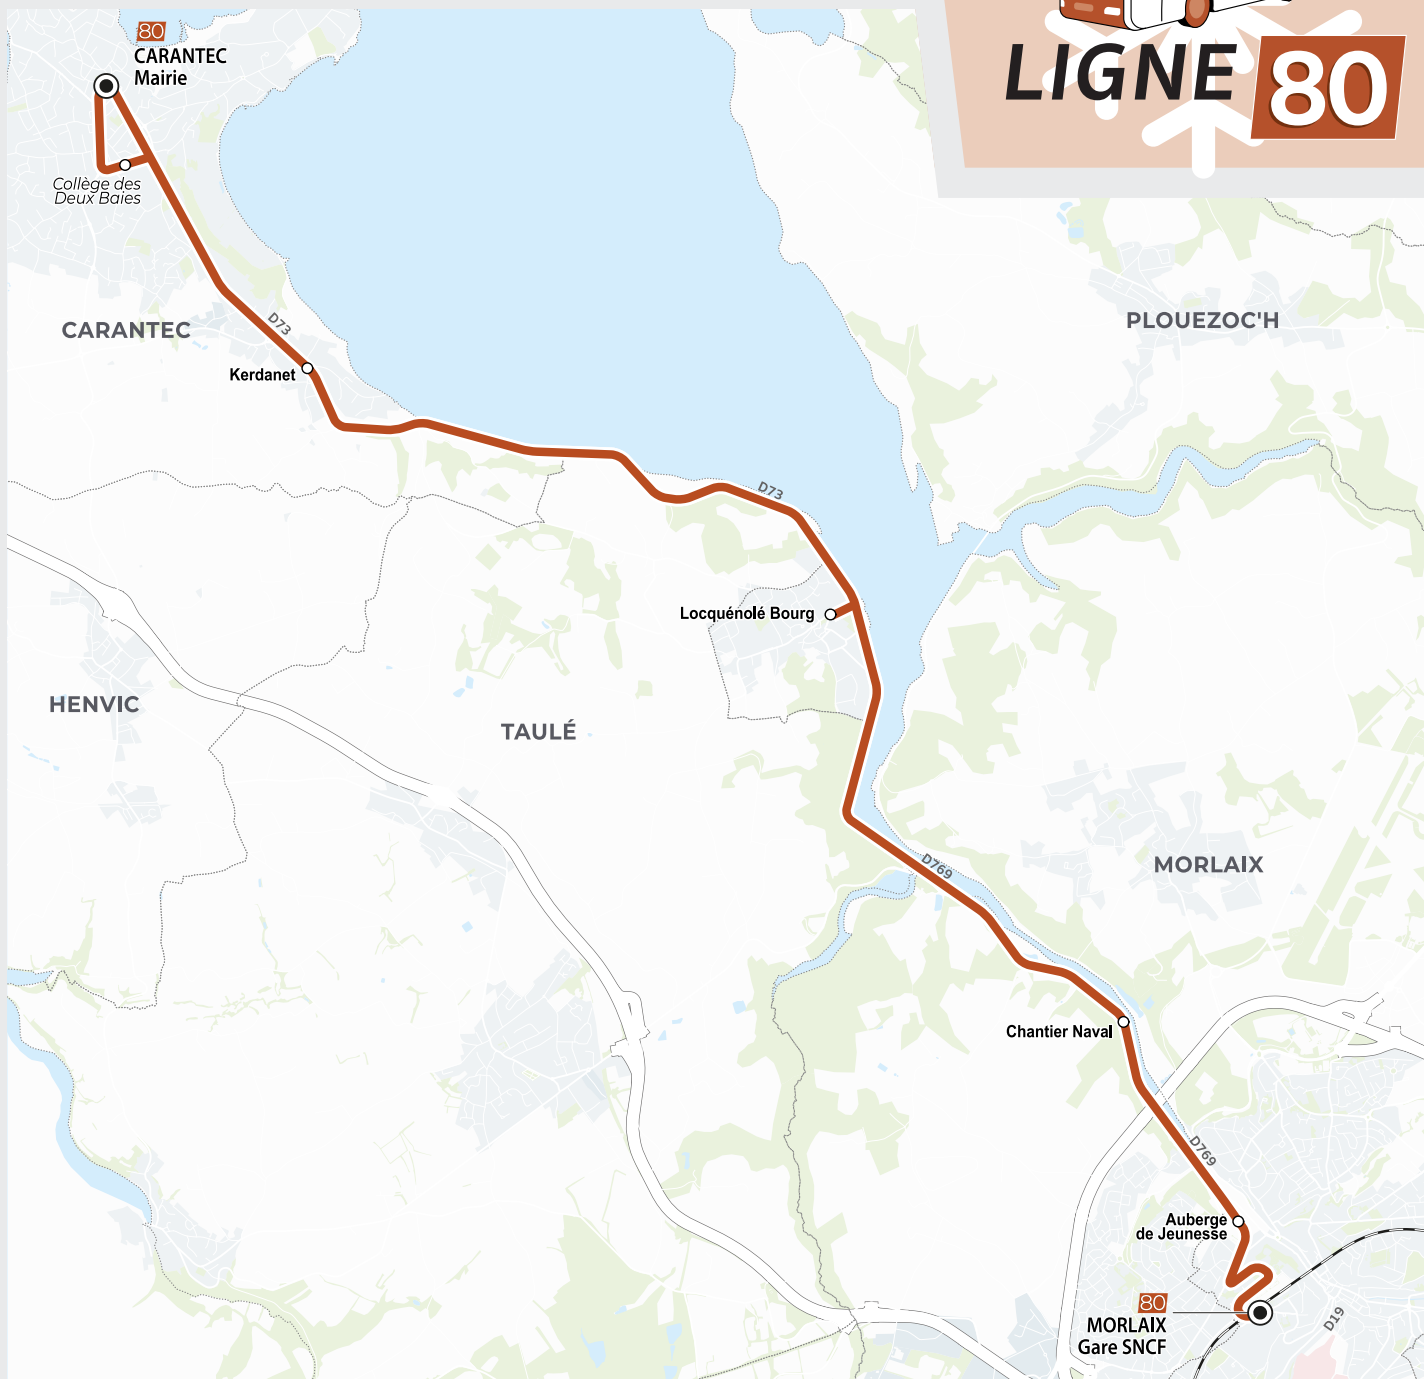 80
CARANTEC
Mairie
LIGNE 80
Collège des
Deux Baies
CARANTEC
D73
PLOUEZOC'H
Kerdanet
D73
Locquénolé Bourg
HENVIC
TAULÉ
D769
MORLAIX
Chantier Naval
D769
Auberge
de Jeunesse
80
MORLAIX
Gare SNCF
D19